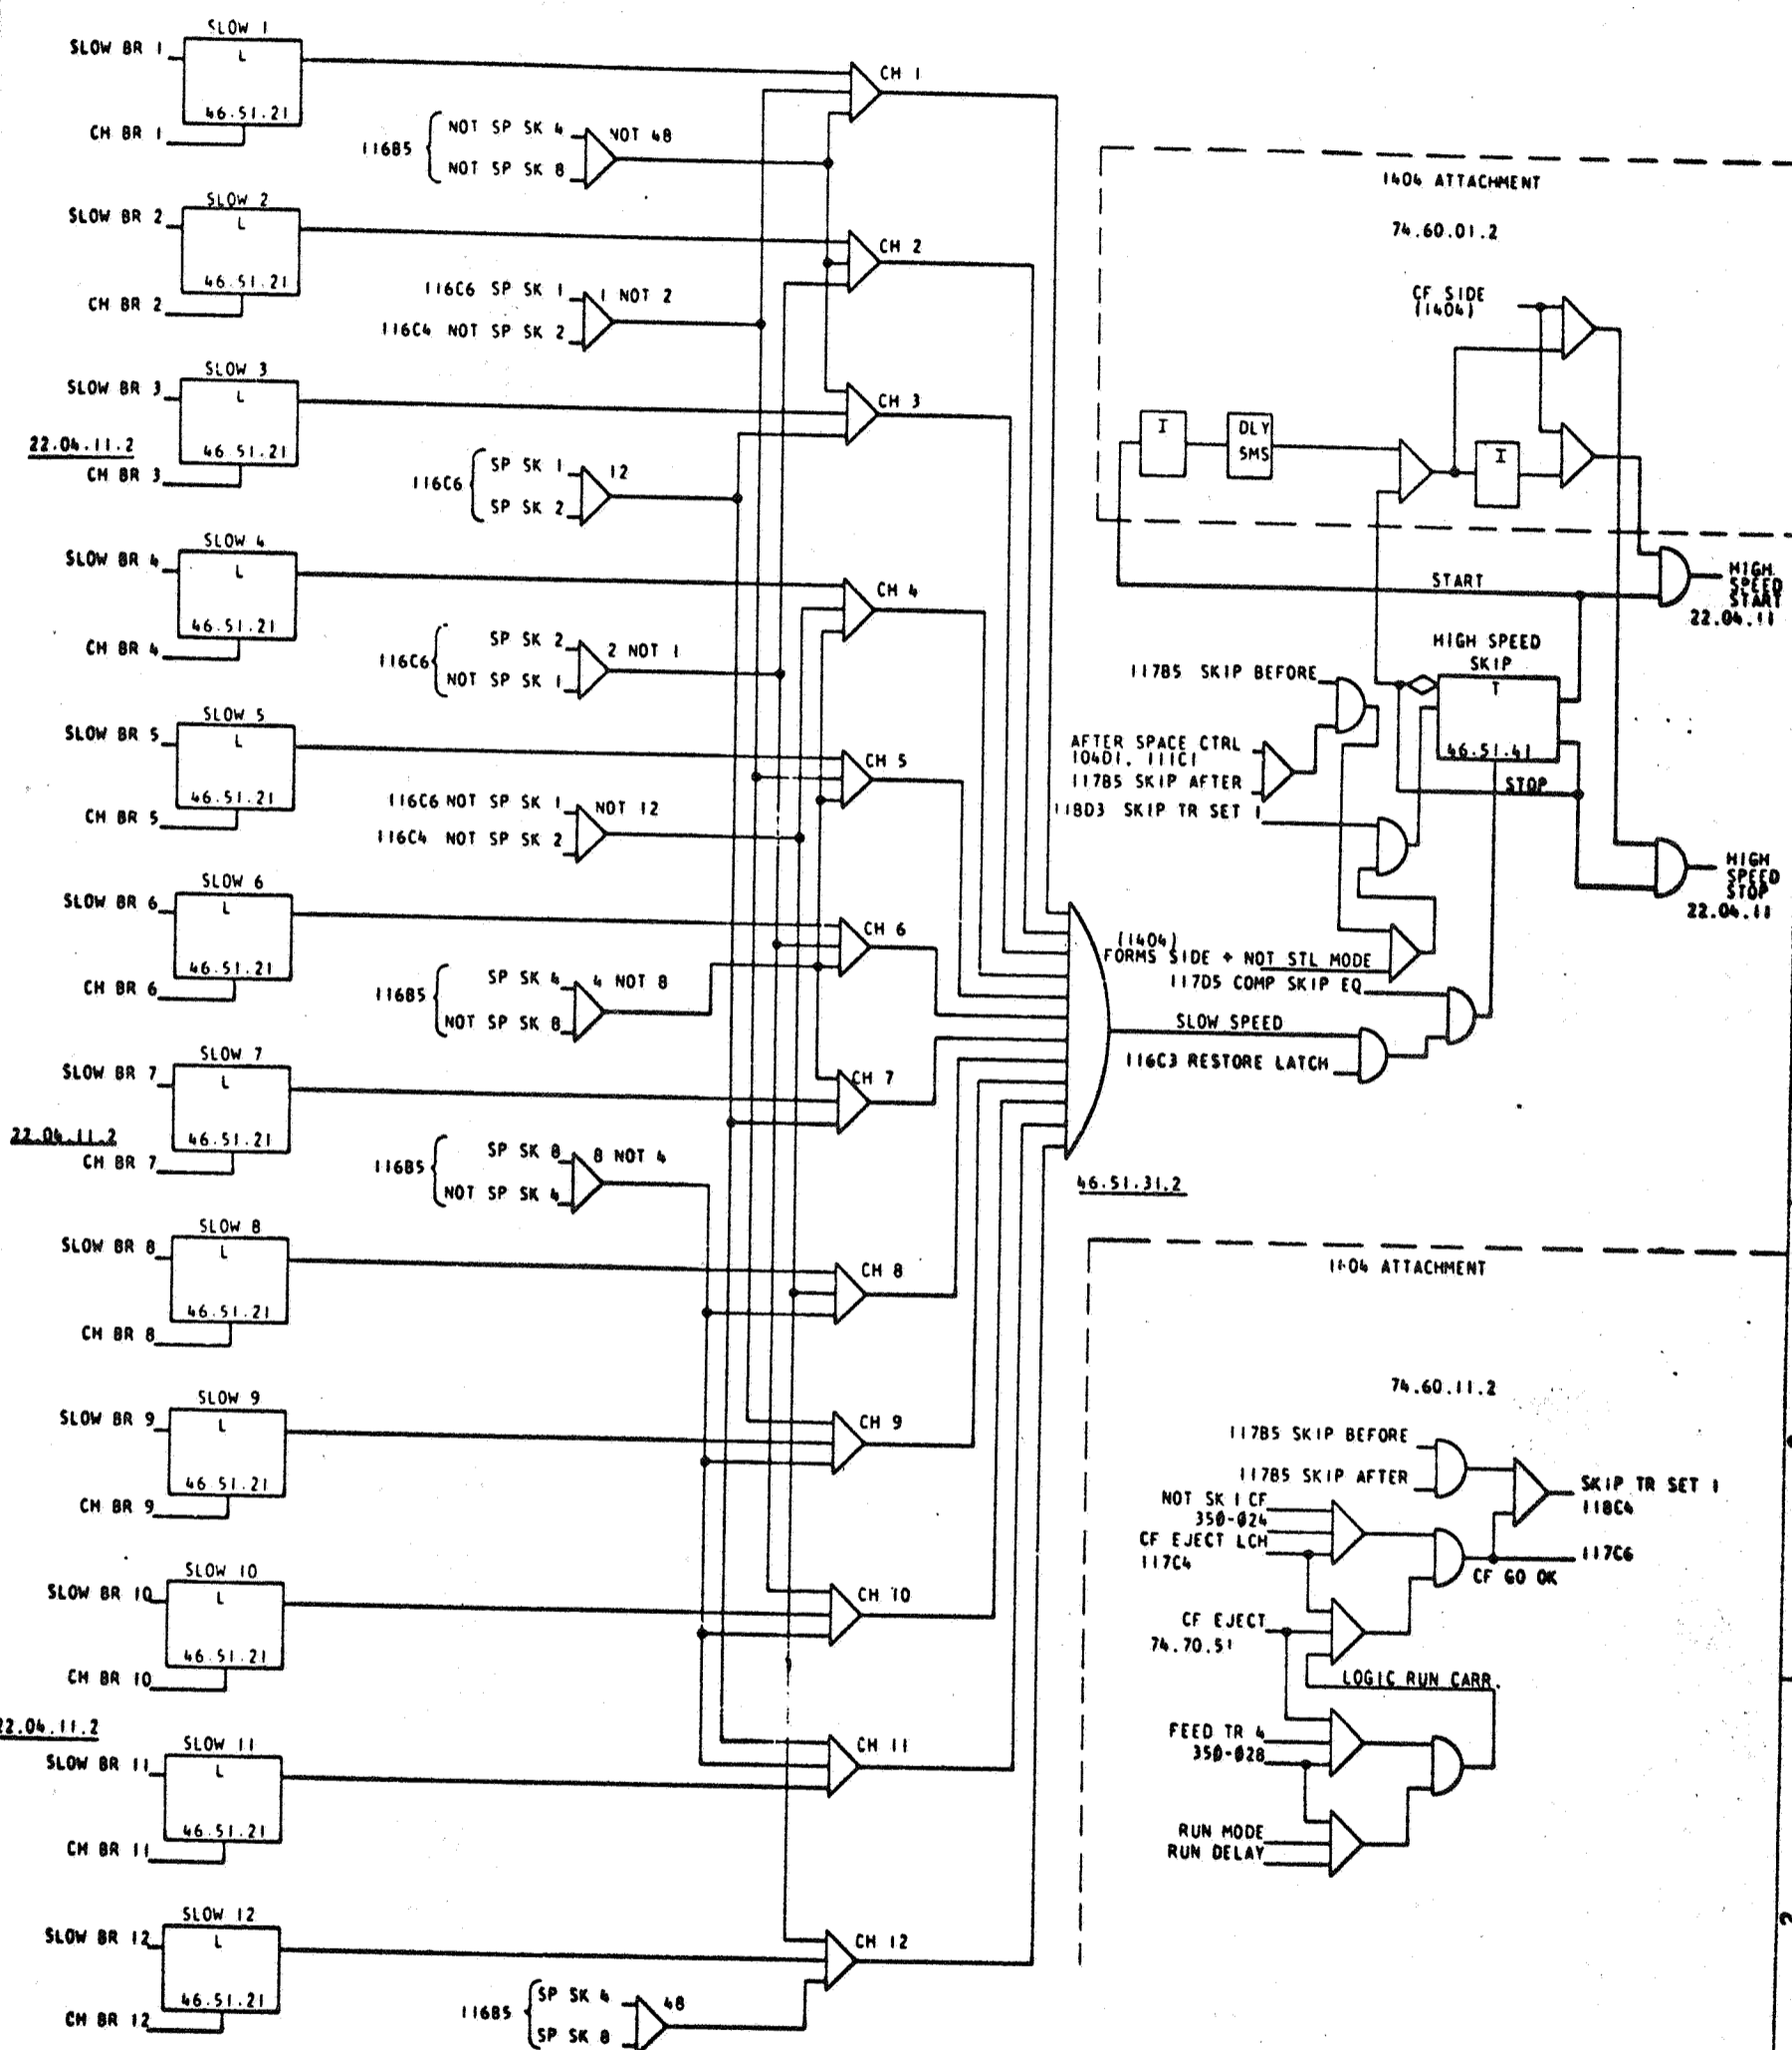 SLOW 1
SLOW BR 1
L
46.51.21
CH BR 1
CH 1
116B5
NOT SP SK 4
NOT SP SK 8
NOT 48
SLOW 2
SLOW BR 2
L
46.51.21
CH BR 2
CH 2
116C6 SP SK 1
116C4 NOT SP SK 2
1 NOT 2
SLOW 3
SLOW BR 3
L
22.04.11.2
46.51.21
CH BR 3
CH 3
116C6
SP SK 1
SP SK 2
12
SLOW 4
SLOW BR 4
L
46.51.21
CH BR 4
CH 4
116C6
SP SK 2
NOT SP SK 1
2 NOT 1
SLOW 5
SLOW BR 5
L
46.51.21
CH BR 5
CH 5
116C6 NOT SP SK 1
116C4 NOT SP SK 2
NOT 12
SLOW 6
SLOW BR 6
L
46.51.21
CH BR 6
CH 6
116B5
SP SK 4
NOT SP SK 8
4 NOT 8
SLOW 7
SLOW BR 7
L
22.04.11.2
46.51.21
CH BR 7
CH 7
116B5
SP SK 8
NOT SP SK 4
8 NOT 4
SLOW 8
SLOW BR 8
L
46.51.21
CH BR 8
CH 8
SLOW 9
SLOW BR 9
L
46.51.21
CH BR 9
CH 9
SLOW 10
SLOW BR 10
L
46.51.21
CH BR 10
CH 10
22.04.11.2
SLOW 11
SLOW BR 11
L
46.51.21
CH BR 11
CH 11
SLOW 12
SLOW BR 12
L
46.51.21
CH BR 12
CH 12
116B5
SP SK 4
SP SK 8
48
1404 ATTACHMENT
74.60.01.2
CF SIDE
(1404)
I
DLY
SMS
I
START
HIGH
SPEED
START
22.04.11
HIGH SPEED
SKIP
T
46.51.41
STOP
117B5 SKIP BEFORE
AFTER SPACE CTRL
104D1, 111C1
117B5 SKIP AFTER
118D3 SKIP TR SET 1
HIGH
SPEED
STOP
22.04.11
(1404)
FORMS SIDE + NOT STL MODE
117D5 COMP SKIP EQ
SLOW SPEED
116C3 RESTORE LATCH
46.51.31.2
1404 ATTACHMENT
74.60.11.2
117B5 SKIP BEFORE
117B5 SKIP AFTER
SKIP TR SET 1
118C4
NOT SK 1 CF
350-024
CF EJECT LCH
117C4
117C6
CF GO OK
CF EJECT
74.70.51
LOGIC RUN CARR.
FEED TR 4
350-028
RUN MODE
RUN DELAY
2